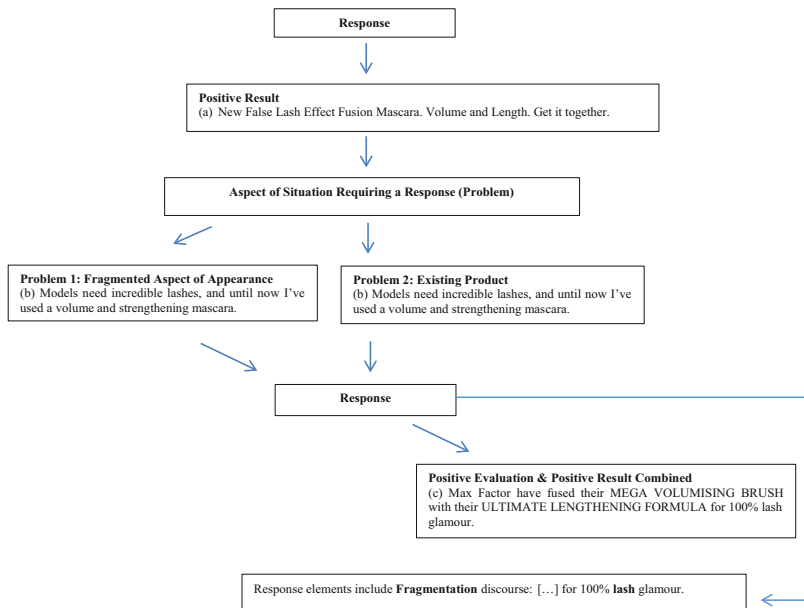 Response
Positive Result
(a) New False Lash Effect Fusion Mascara. Volume and Length. Get it together.
Aspect of Situation Requiring a Response (Problem)
Problem 1: Fragmented Aspect of Appearance
(b) Models need incredible lashes, and until now I've
used a volume and strengthening mascara.
Problem 2: Existing Product
(b) Models need incredible lashes, and until now I've
used a volume and strengthening mascara.
Response
Positive Evaluation & Positive Result Combined
(c) Max Factor have fused their MEGA VOLUMISING BRUSH
with their ULTIMATE LENGTHENING FORMULA for 100% lash
glamour.
Response elements include Fragmentation discourse: […] for 100% lash glamour.